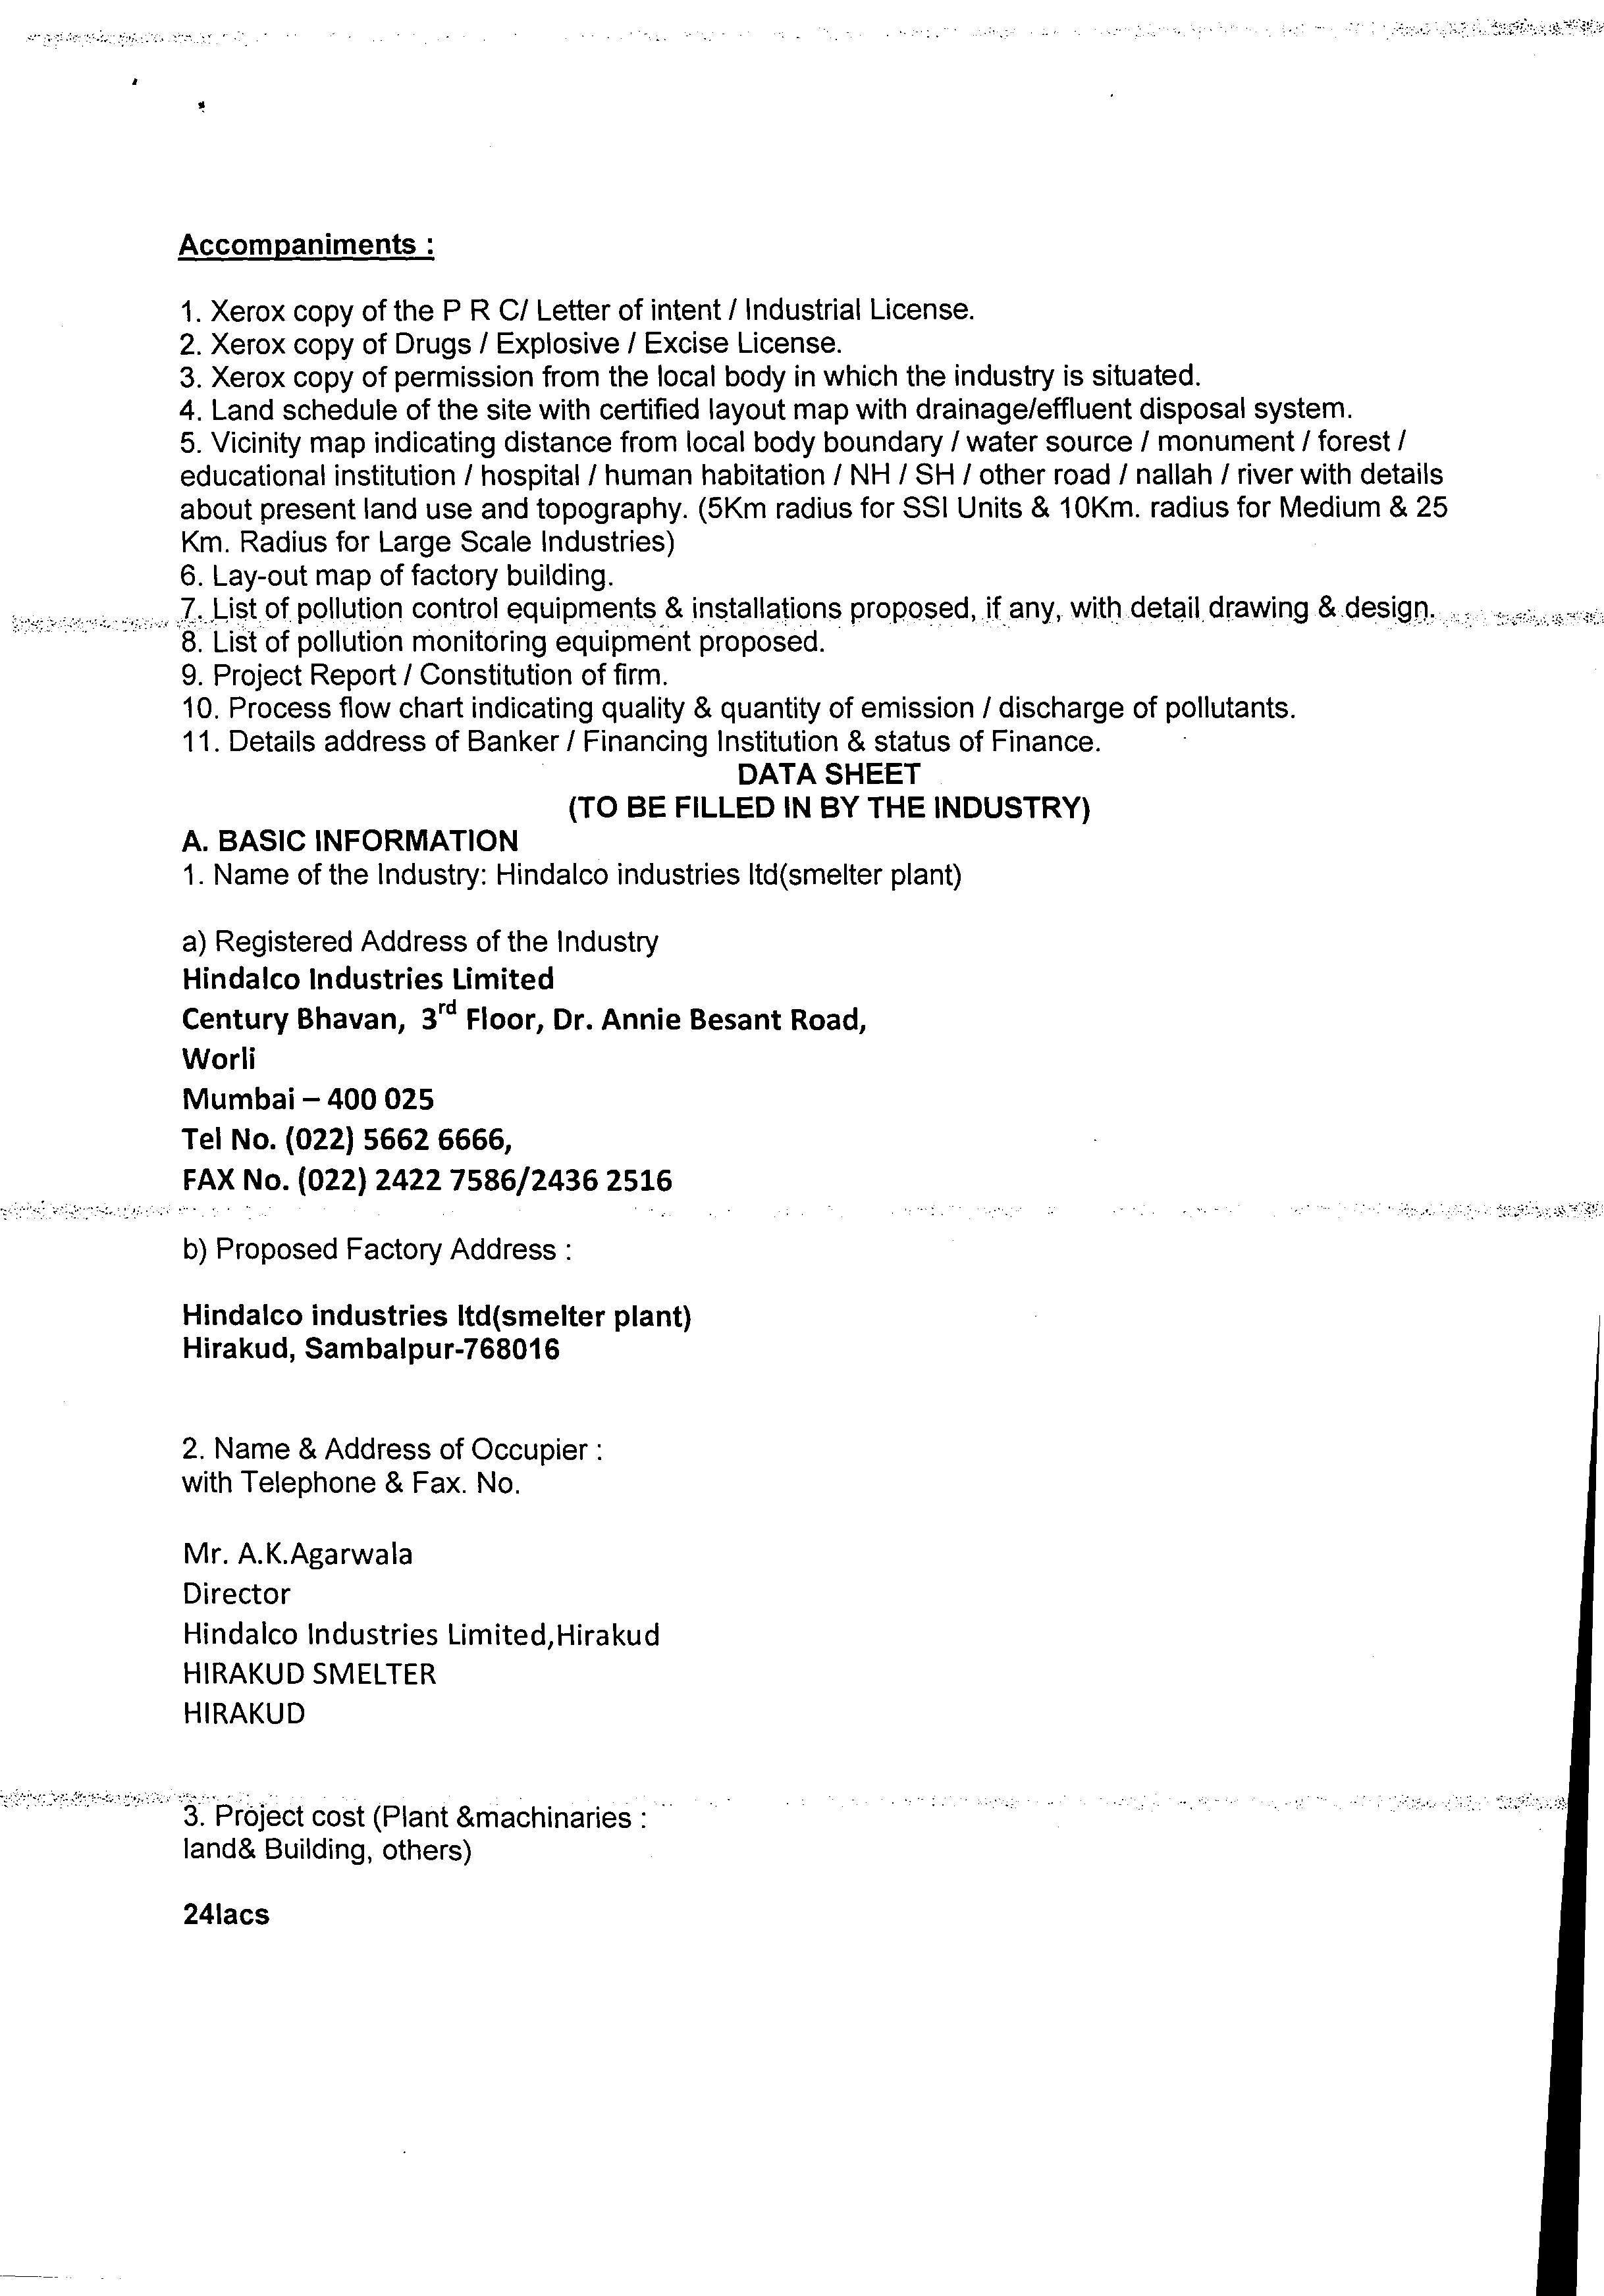 Accompaniments :
1. Xerox copy of the P R C/ Letter of intent / Industrial License.
2. Xerox copy of Drugs / Explosive / Excise License.
3. Xerox copy of permission from the local body in which the industry is situated.
4. Land schedule of the site with certified layout map with drainage/effluent disposal system.
5. Vicinity map indicating distance from local body boundary / water source / monument / forest /
educational institution / hospital / human habitation / NH / SH / other road / nallah / river with details
about present land use and topography. (5Km radius for SSI Units & 10Km. radius for Medium & 25
Km. Radius for Large Scale Industries)
6. Lay-out map of factory building.
7. List of pollution control equipments & installations proposed, if any, with detail drawing & design.
8. List of pollution monitoring equipment proposed.
9. Project Report / Constitution of firm.
10. Process flow chart indicating quality & quantity of emission / discharge of pollutants.
11. Details address of Banker / Financing Institution & status of Finance.
DATA SHEET
(TO BE FILLED IN BY THE INDUSTRY)
A. BASIC INFORMATION
1. Name of the Industry: Hindalco industries ltd(smelter plant)
a) Registered Address of the Industry
Hindalco Industries Limited
Century Bhavan, 3rd Floor, Dr. Annie Besant Road,
Worli
Mumbai – 400 025
Tel No. (022) 5662 6666,
FAX No. (022) 2422 7586/2436 2516
b) Proposed Factory Address :
Hindalco industries ltd(smelter plant)
Hirakud, Sambalpur-768016
2. Name & Address of Occupier :
with Telephone & Fax. No.
Mr. A.K.Agarwala
Director
Hindalco Industries Limited,Hirakud
HIRAKUD SMELTER
HIRAKUD
3. Project cost (Plant &machinaries :
land& Building, others)
24lacs